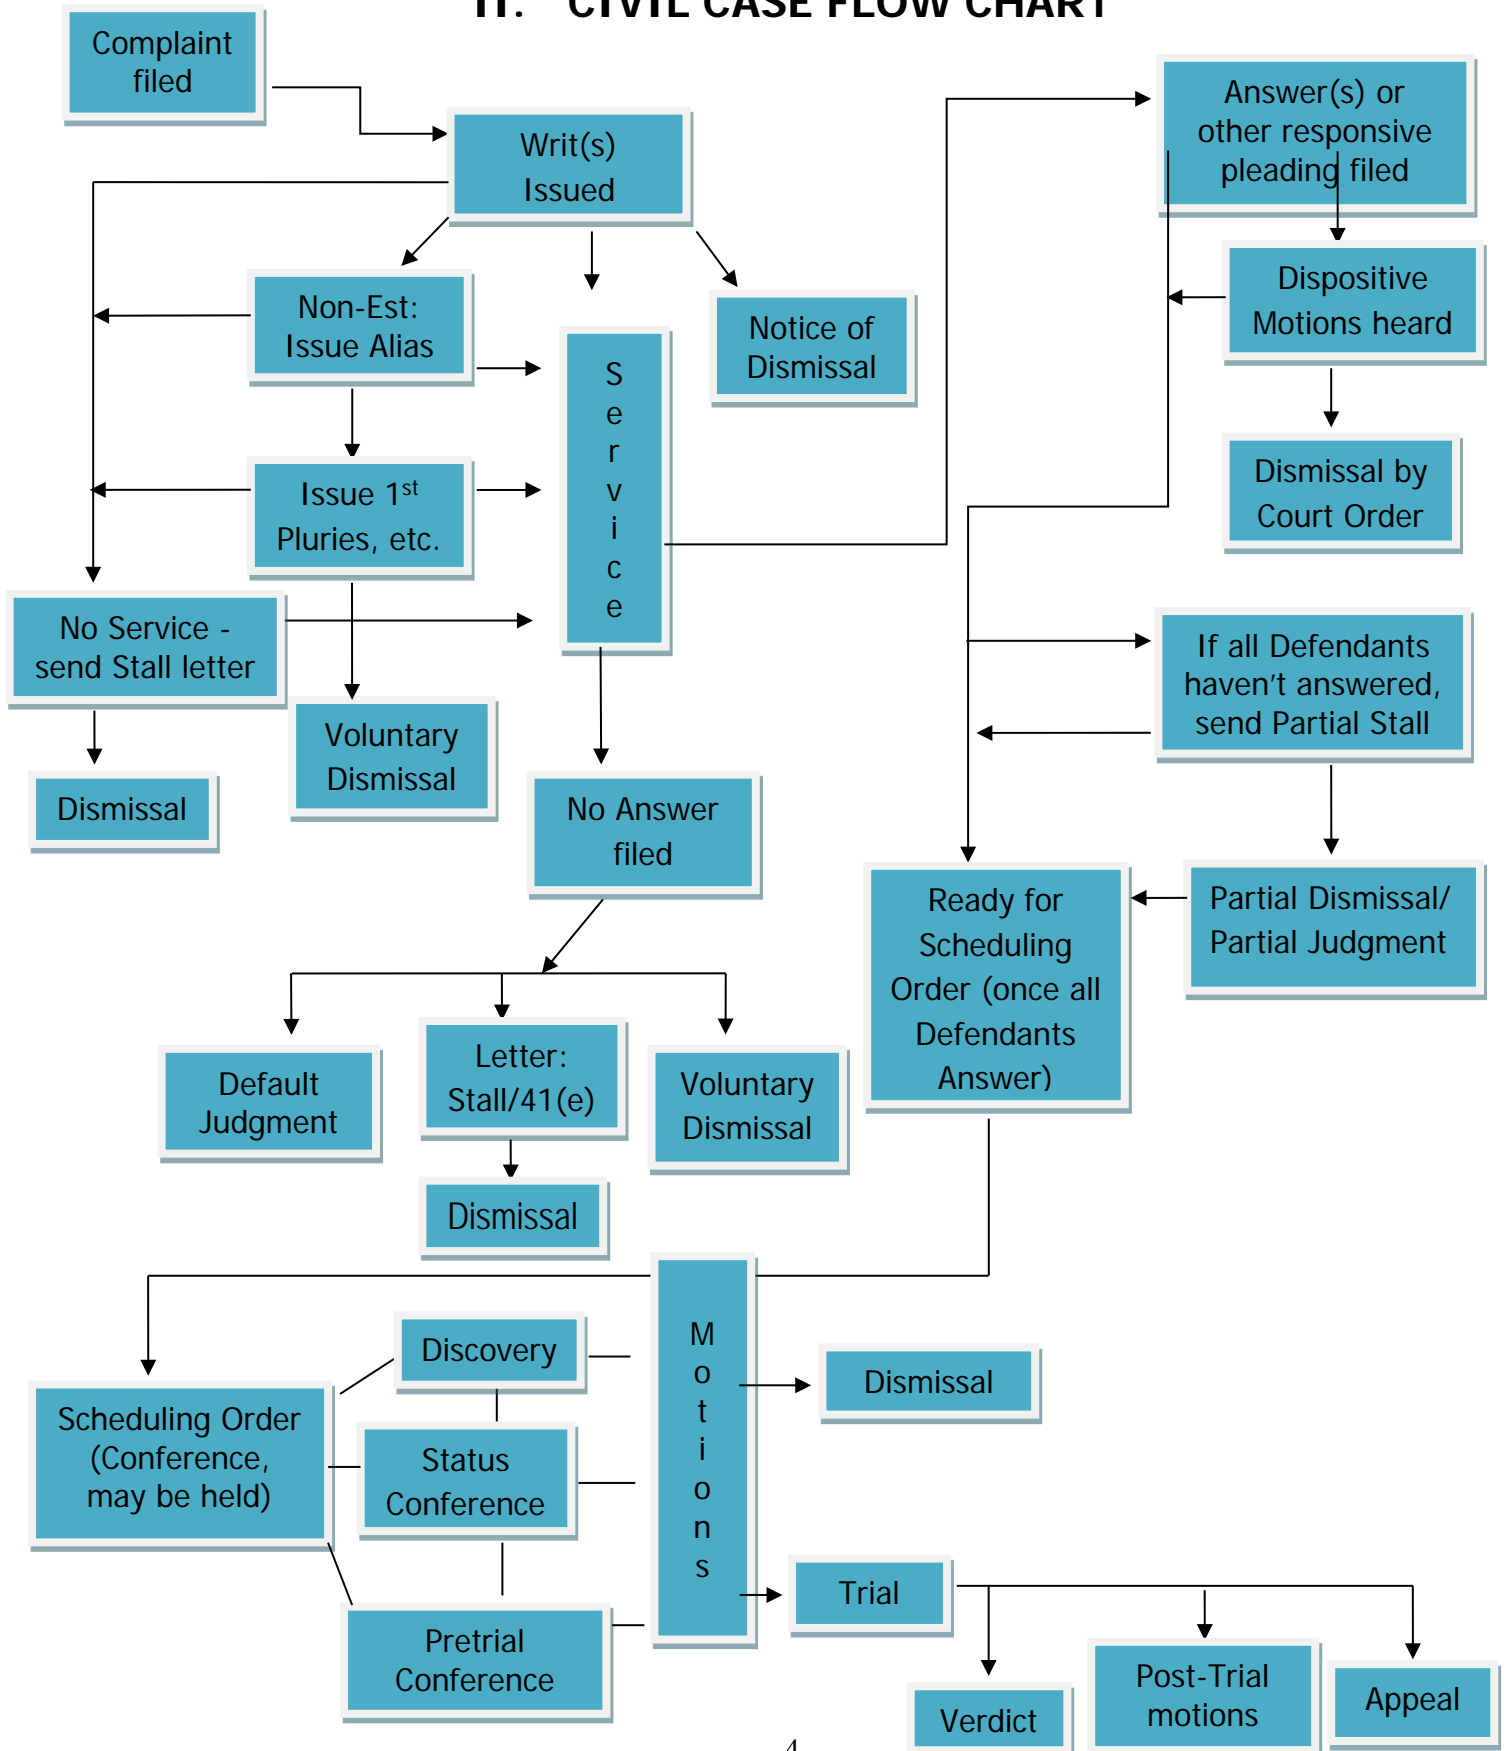 II. CIVIL CASE FLOW CHART
Complaint
filed
Writ(s)
Issued
Answer(s) or
other responsive
pleading filed
Non-Est:
Issue Alias
Service
Notice of
Dismissal
Dispositive
Motions heard
Issue 1st
Pluries, etc.
Dismissal by
Court Order
No Service -
send Stall letter
Voluntary
Dismissal
Dismissal
No Answer
filed
If all Defendants
haven't answered,
send Partial Stall
Ready for
Scheduling
Order (once all
Defendants
Answer)
Partial Dismissal/
Partial Judgment
Default
Judgment
Letter:
Stall/41(e)
Voluntary
Dismissal
Dismissal
Motions
Discovery
Dismissal
Scheduling Order
(Conference,
may be held)
Status
Conference
Trial
Pretrial
Conference
Verdict
Post-Trial
motions
Appeal
4